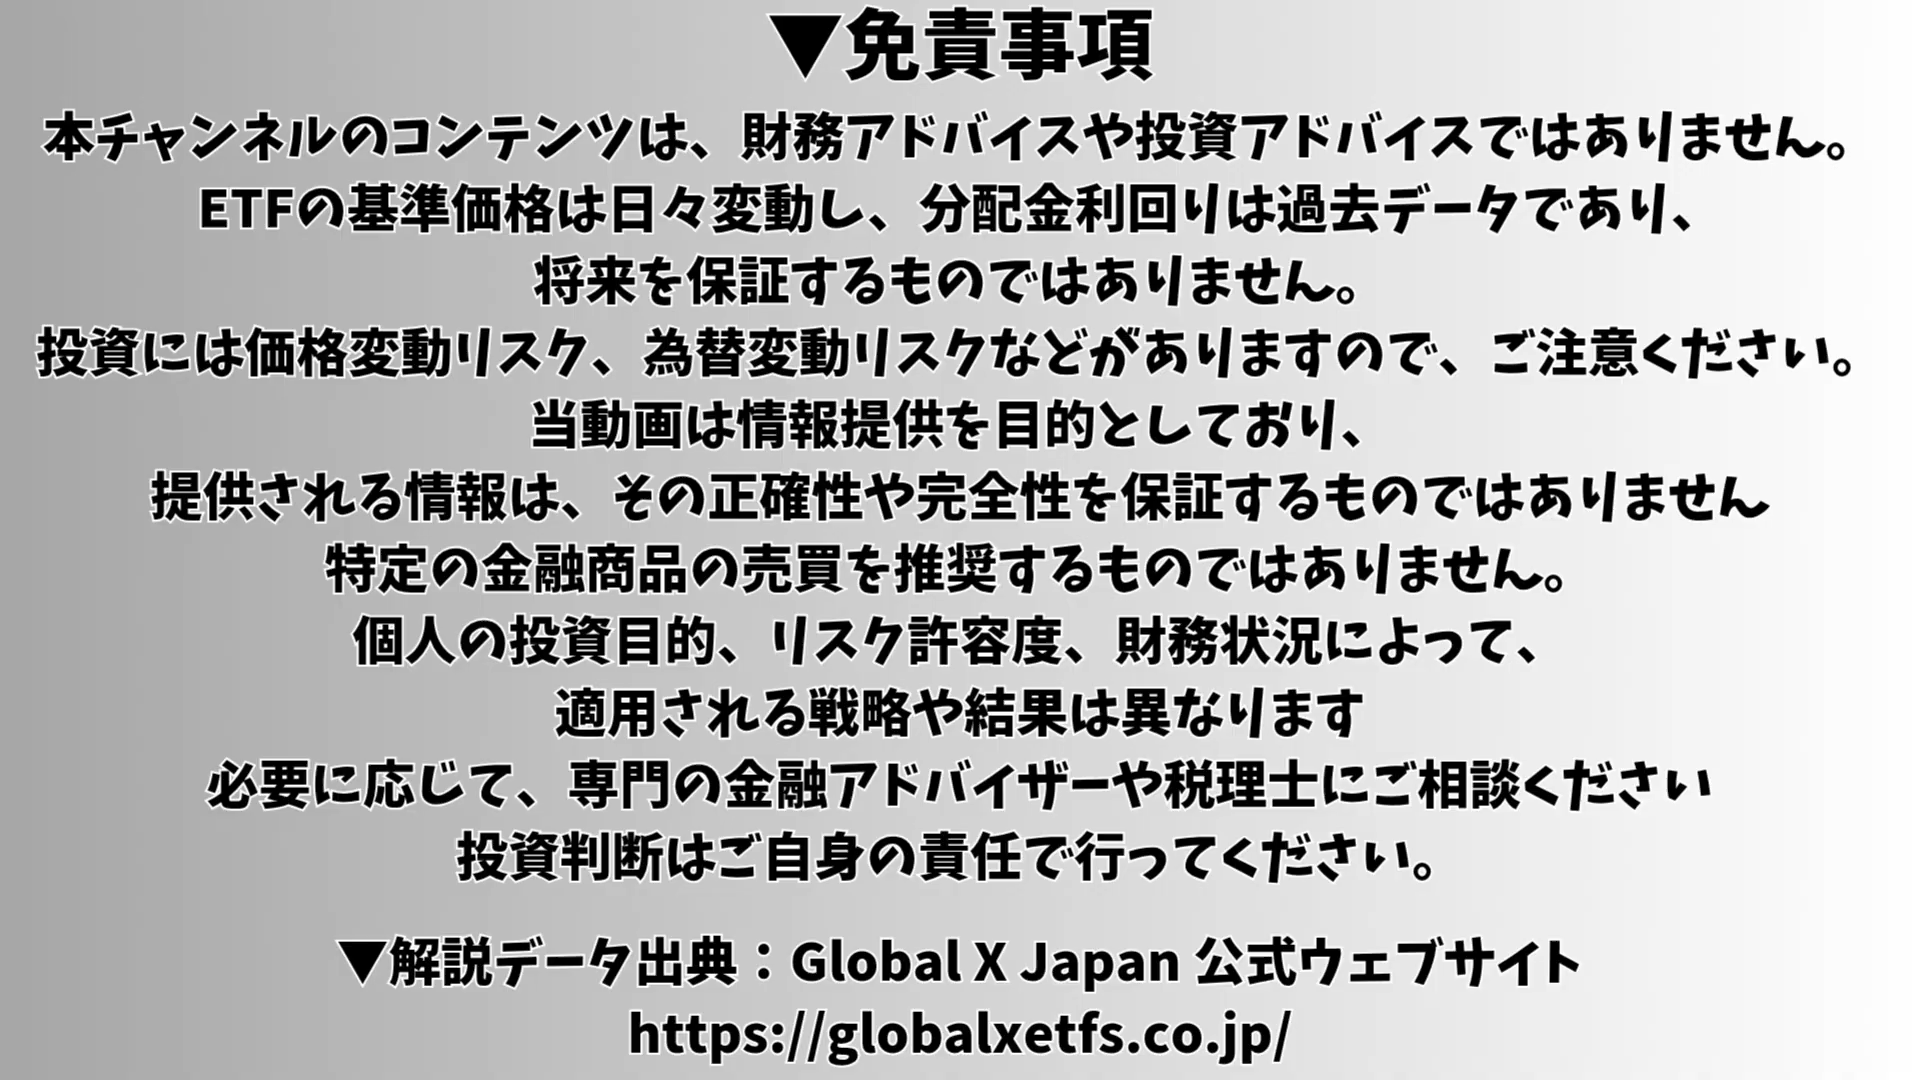 ▼免責事項
本チャンネルのコンテンツは、財務アドバイスや投資アドバイスではありません。
ETFの基準価格は日々変動し、分配金利回りは過去データであり、
将来を保証するものではありません。
投資には価格変動リスク、為替変動リスクなどがありますので、ご注意ください。
当動画は情報提供を目的としており、
提供される情報は、その正確性や完全性を保証するものではありません
特定の金融商品の売買を推奨するものではありません。
個人の投資目的、リスク許容度、財務状況によって、
適用される戦略や結果は異なります
必要に応じて、専門の金融アドバイザーや税理士にご相談ください
投資判断はご自身の責任で行ってください。
▼解説データ出典：Global X Japan 公式ウェブサイト
https://globalxetfs.co.jp/